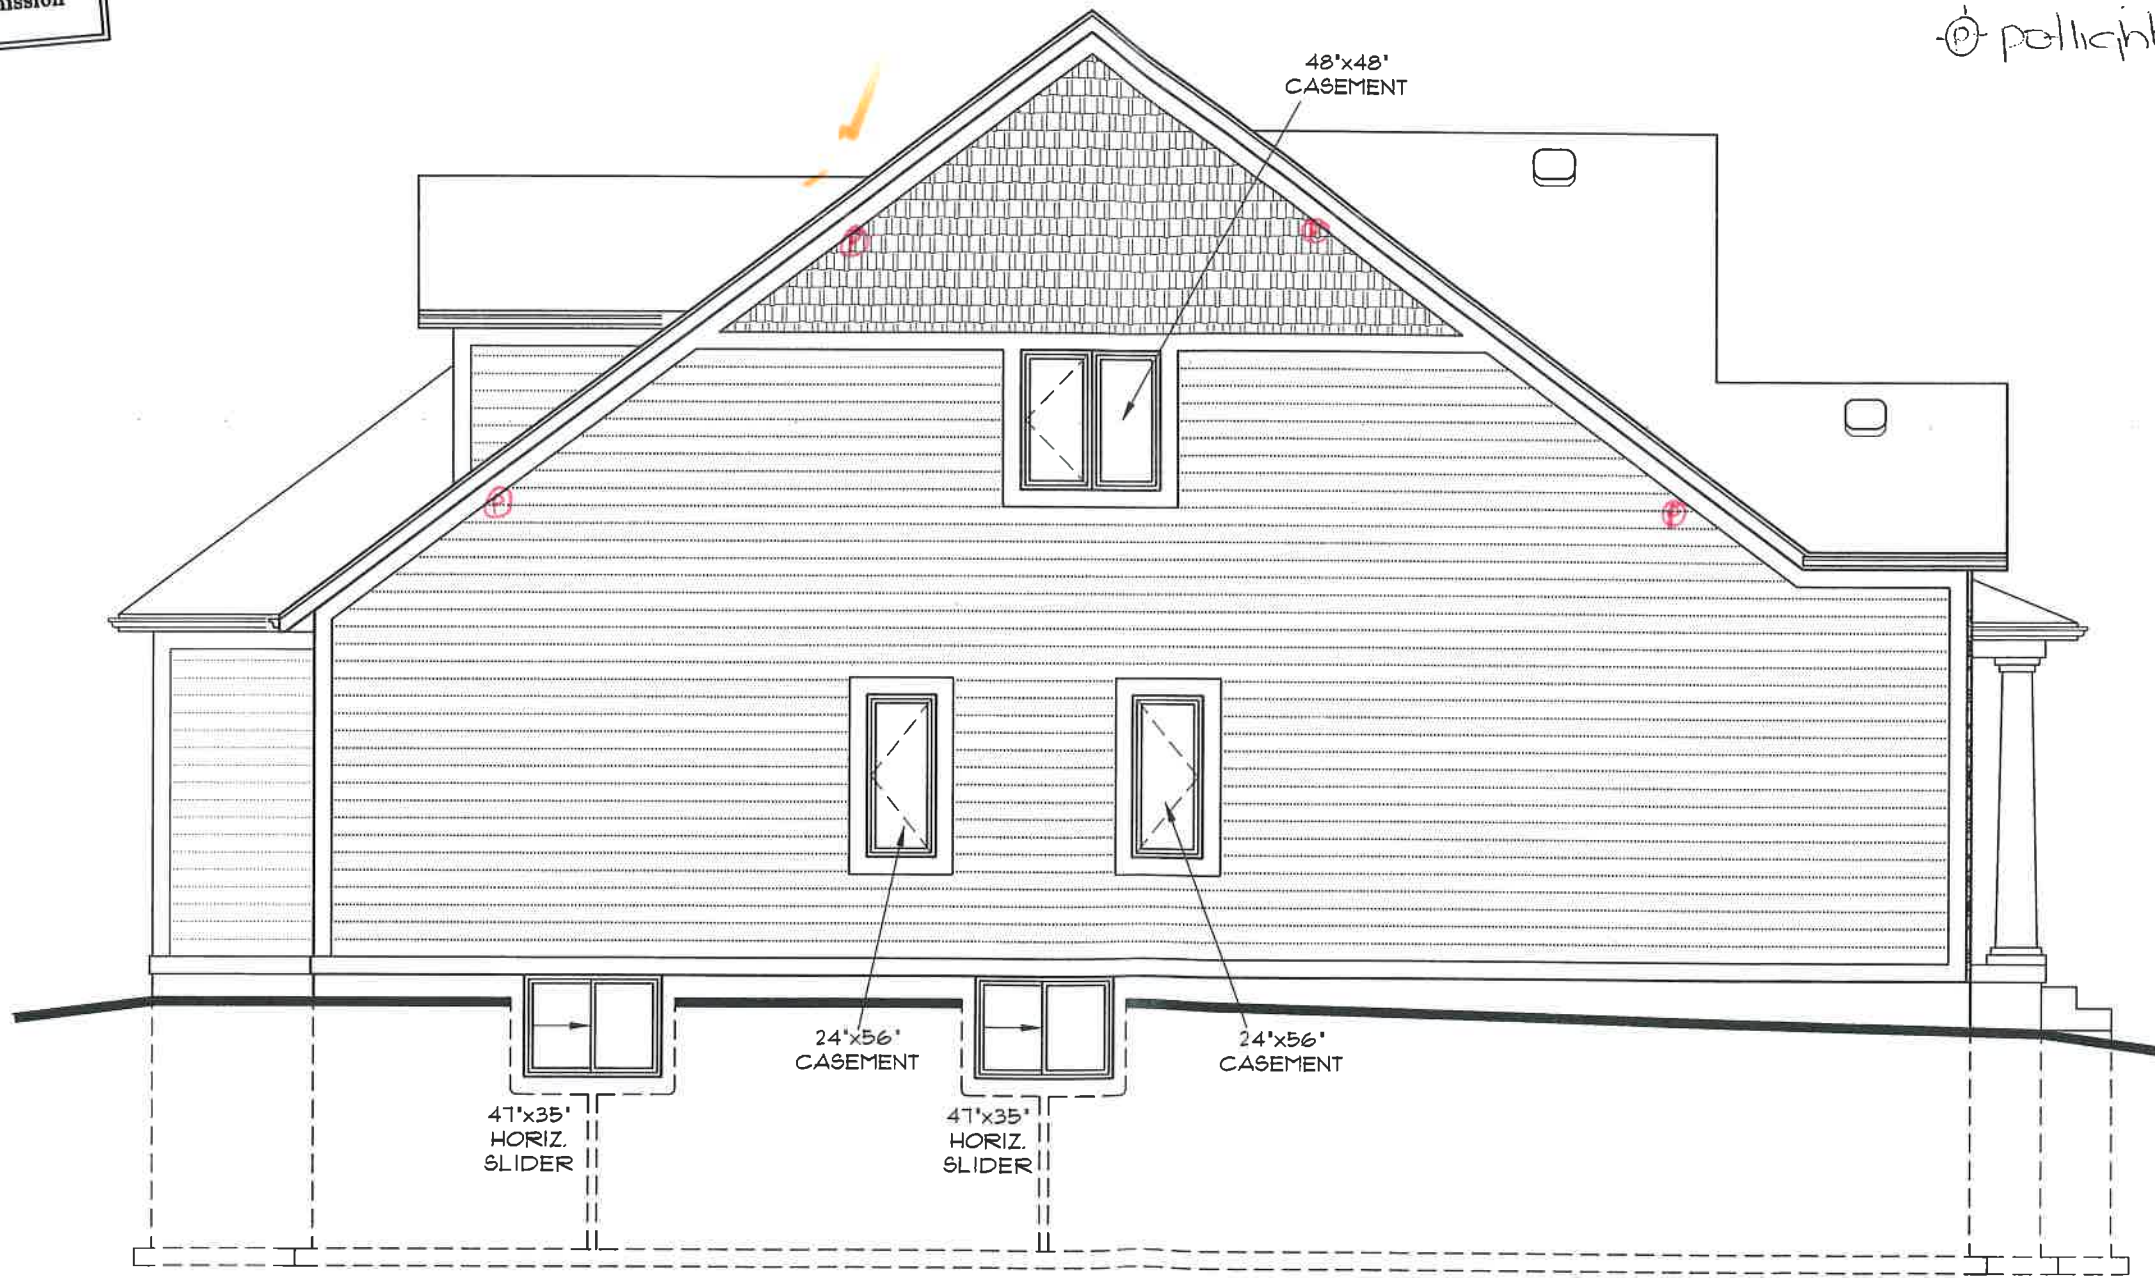 48"x48"
CASEMENT
P
P
P
P
P
24"x56"
CASEMENT
24"x56"
CASEMENT
47"x35"
HORIZ.
SLIDER
47"x35"
HORIZ.
SLIDER